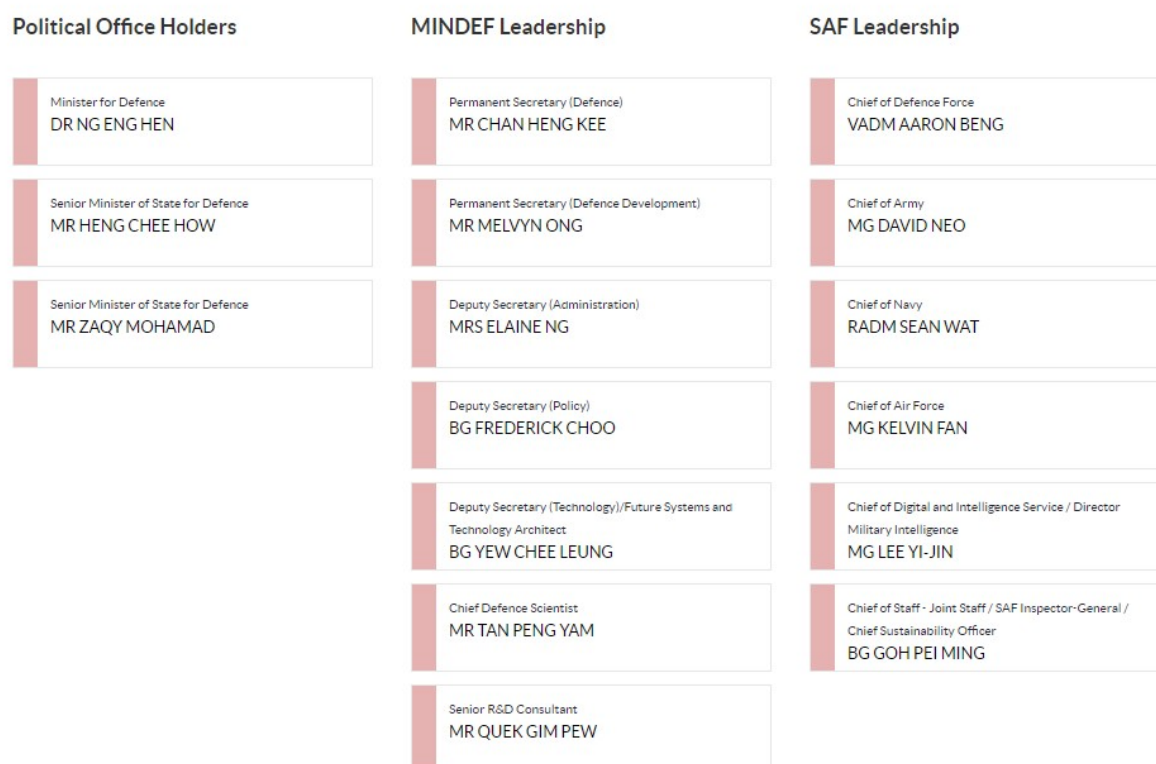 Political Office Holders
Minister for Defence
DR NG ENG HEN
Senior Minister of State for Defence
MR HENG CHEE HOW
Senior Minister of State for Defence
MR ZAQY MOHAMAD
MINDEF Leadership
Permanent Secretary (Defence)
MR CHAN HENG KEE
Permanent Secretary (Defence Development)
MR MELVYN ONG
Deputy Secretary (Administration)
MRS ELAINE NG
Deputy Secretary (Policy)
BG FREDERICK CHOO
Deputy Secretary (Technology)/Future Systems and
Technology Architect
BG YEW CHEE LEUNG
Chief Defence Scientist
MR TAN PENG YAM
Senior R&D Consultant
MR QUEK GIM PEW
SAF Leadership
Chief of Defence Force
VADM AARON BENG
Chief of Army
MG DAVID NEO
Chief of Navy
RADM SEAN WAT
Chief of Air Force
MG KELVIN FAN
Chief of Digital and Intelligence Service / Director
Military Intelligence
MG LEE YI-JIN
Chief of Staff - Joint Staff / SAF Inspector-General /
Chief Sustainability Officer
BG GOH PEI MING